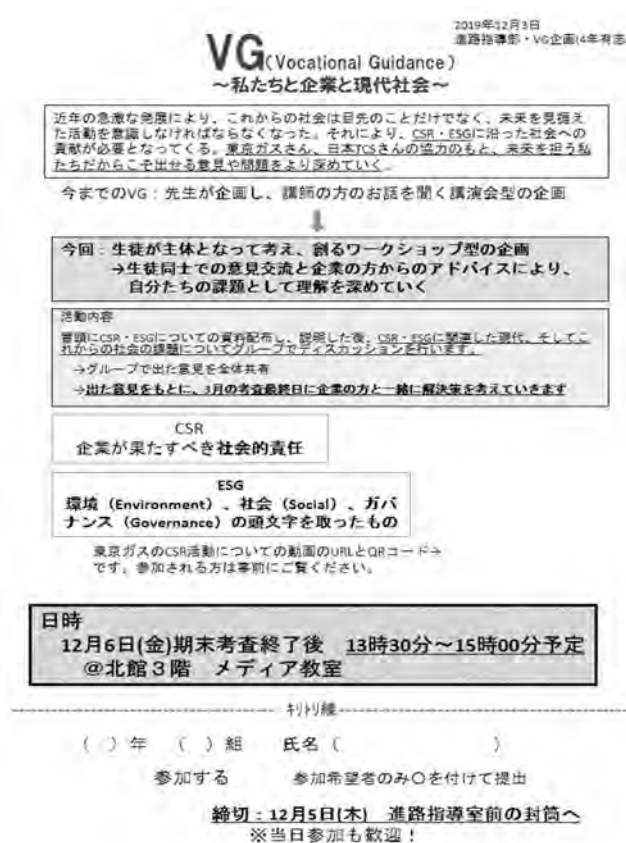 2019年12月3日
進路指導部・VG企画(4年有志
VG(Vocational Guidance)
～私たちと企業と現代社会～
近年の急激な発展により、これからの社会は目先のことだけでなく、未来を見据え
た活動を意識しなければならなくなった。それにより、CSR・ESGに沿った社会への
貢献が必要となってくる。東京ガスさん、日本TCSさんの協力のもと、未来を担う私
たちだからこそ出せる意見や問題をより深めていく。
今までのVG：先生が企画し、講師の方のお話を聞く講演会型の企画
↓
今回：生徒が主体となって考え、創るワークショップ型の企画
→生徒同士での意見交流と企業の方からのアドバイスにより、
自分たちの課題として理解を深めていく
活動内容
冒頭にCSR・ESGについての資料配布し、説明した後、CSR・ESGに関連した現代、そしてこ
れからの社会の課題についてグループでディスカッションを行います。
→グループで出た意見を全体共有
→出た意見をもとに、3月の考査最終日に企業の方と一緒に解決策を考えていきます
CSR
企業が果たすべき社会的責任
ESG
環境（Environment）、社会（Social）、ガバ
ナンス（Governance）の頭文字を取ったもの
東京ガスのCSR活動についての動画のURLとQRコード→
です。参加される方は事前にご覧ください。
日時
12月6日(金)期末考査終了後　13時30分～15時00分予定
@北館３階　メディア教室
キリトリ線
（　）年　（　）組　氏名（　　　　　　　）
参加する　参加希望者のみ〇を付けて提出
締切：12月5日(木)　進路指導室前の封筒へ
※当日参加も歓迎！